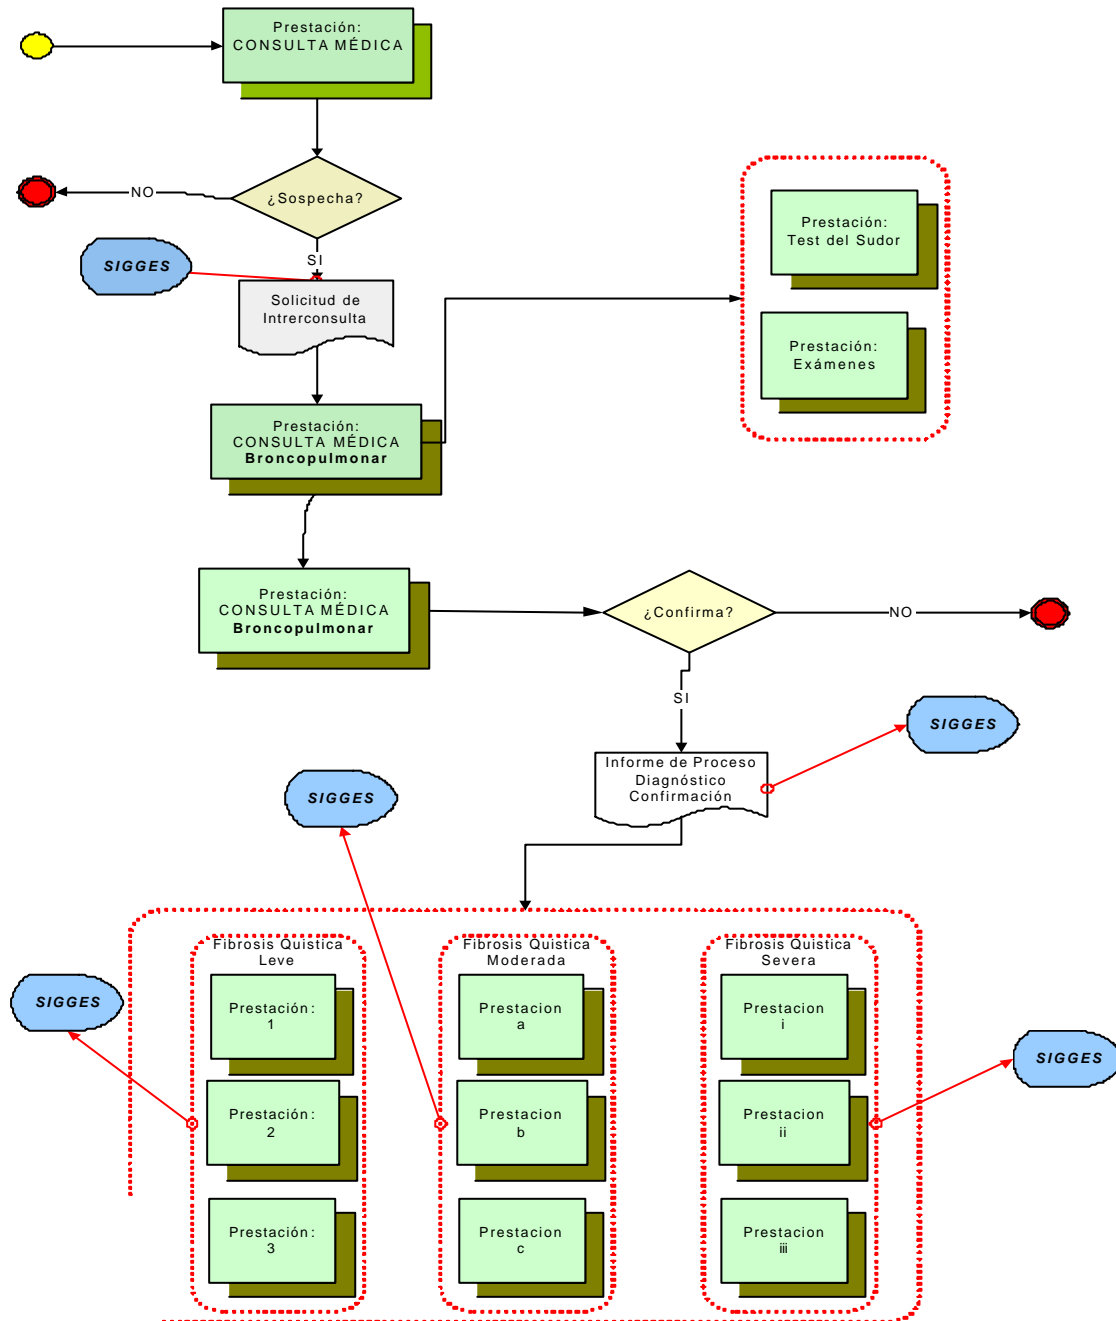 Prestación:
CONSULTA MÉDICA
¿Sospecha?
NO
SI
SIGGES
Solicitud de
Intrerconsulta
Prestación:
Test del Sudor
Prestación:
Exámenes
Prestación:
CONSULTA MÉDICA
Broncopulmonar
Prestación:
CONSULTA MÉDICA
Broncopulmonar
¿Confirma?
NO
SI
SIGGES
Informe de Proceso
Diagnóstico
Confirmación
SIGGES
Fibrosis Quistica
Leve
Prestación:
1
Prestación:
2
Prestación:
3
SIGGES
Fibrosis Quistica
Moderada
Prestacion
a
Prestacion
b
Prestacion
c
Fibrosis Quistica
Severa
Prestacion
i
Prestacion
ii
Prestacion
iii
SIGGES